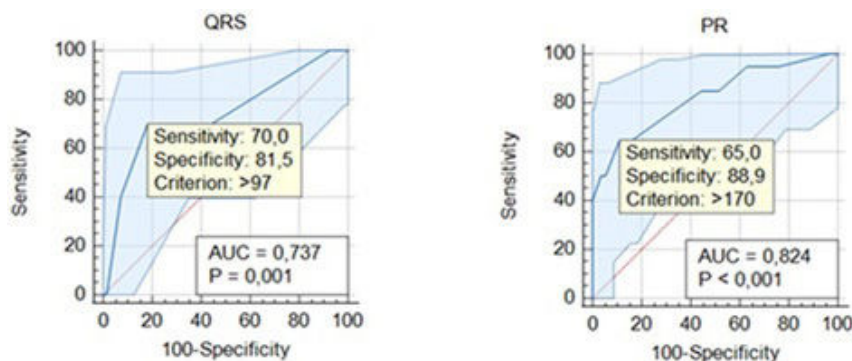 QRS
100
80
60
40
20
0
Sensitivity
Sensitivity: 70,0
Specificity: 81,5
Criterion: >97
AUC = 0,737
P = 0,001
0 20 40 60 80 100
100-Specificity
PR
100
80
60
40
20
0
Sensitivity
Sensitivity: 65,0
Specificity: 88,9
Criterion: >170
AUC = 0,824
P < 0,001
0 20 40 60 80 100
100-Specificity